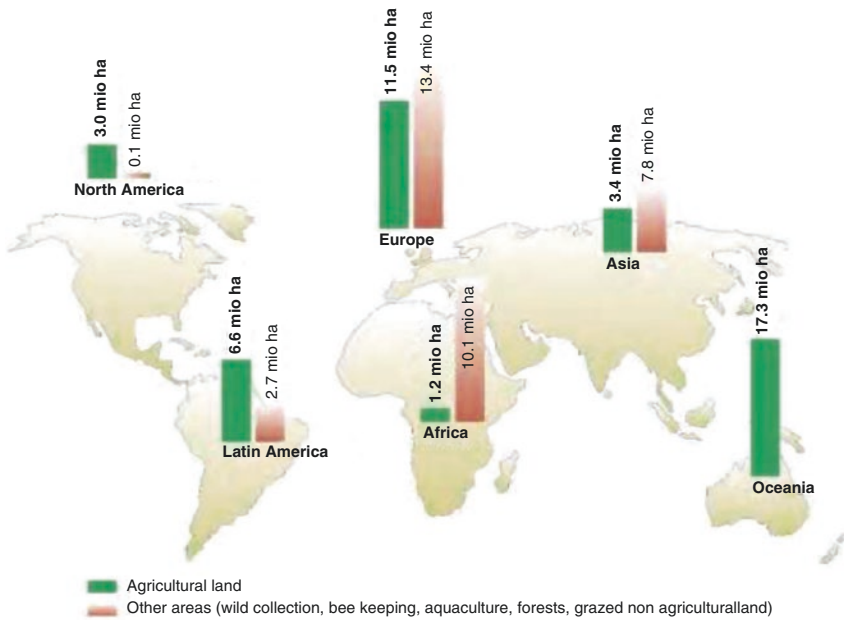 3.0 mio ha
0.1 mio ha
North America
11.5 mio ha
13.4 mio ha
Europe
3.4 mio ha
7.8 mio ha
Asia
6.6 mio ha
2.7 mio ha
Latin America
1.2 mio ha
10.1 mio ha
Africa
17.3 mio ha
Oceania
Agricultural land
Other areas (wild collection, bee keeping, aquaculture, forests, grazed non agriculturalland)